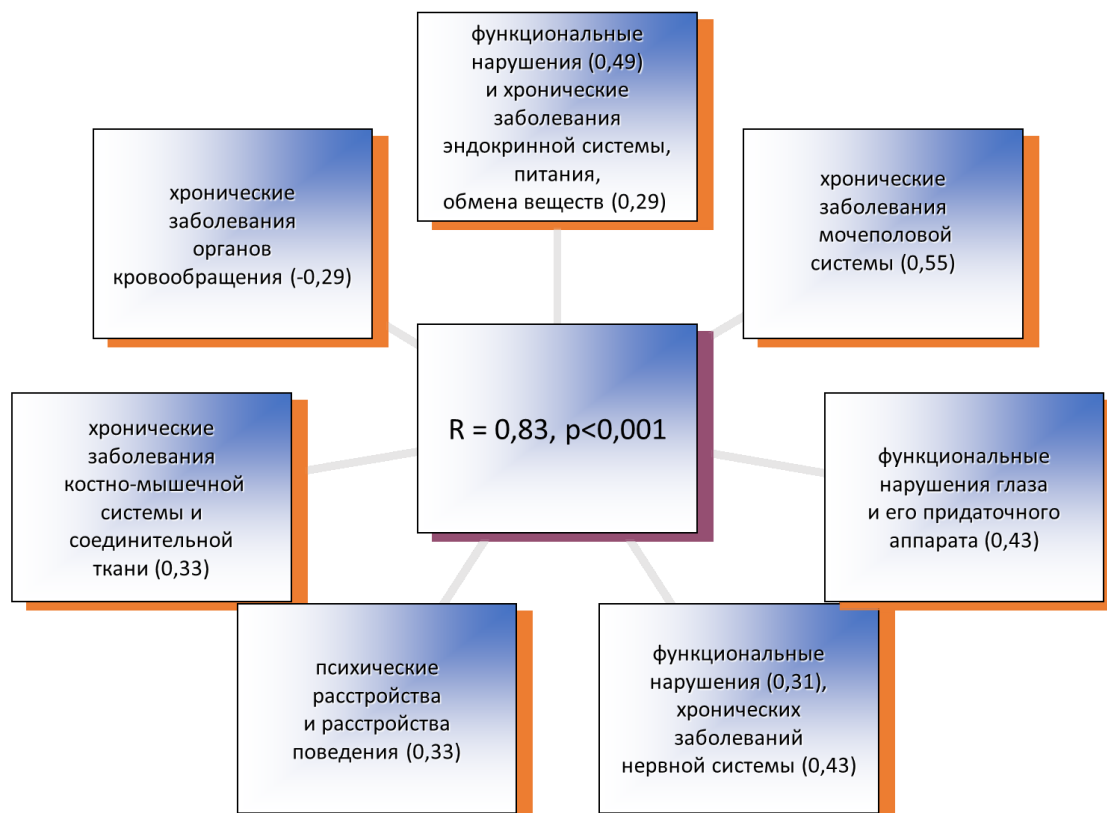 функциональные
нарушения (0,49)
и хронические
заболевания
эндокринной системы,
питания,
обмена веществ (0,29)
хронические
заболевания
органов
кровообращения (-0,29)
хронические
заболевания
мочеполовой
системы (0,55)
R = 0,83, p<0,001
хронические
заболевания
костно-мышечной
системы и
соединительной
ткани (0,33)
функциональные
нарушения глаза
и его придаточного
аппарата (0,43)
психические
расстройства
и расстройства
поведения (0,33)
функциональные
нарушения (0,31),
хронических
заболеваний
нервной системы (0,43)